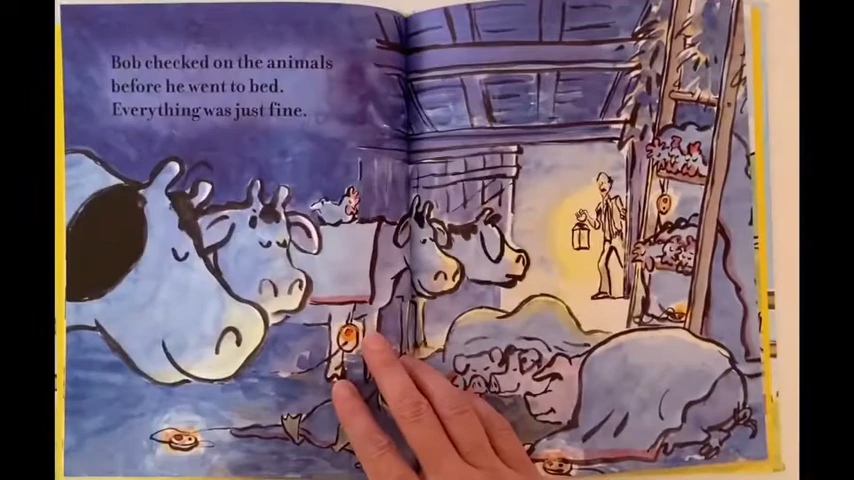 Bob checked on the animals
before he went to bed.
Everything was just fine.